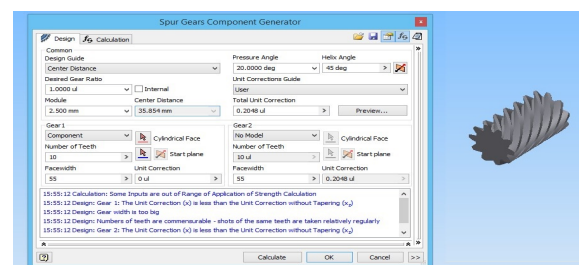 Spur Gears Component Generator
Design
Calculation
Common
Design Guide
Center Distance
Pressure Angle
20.0000 deg
Helix Angle
45 deg
Desired Gear Ratio
1.0000 ul
Internal
Unit Corrections Guide
User
Module
2.500 mm
Center Distance
35.854 mm
Total Unit Correction
0.2048 ul
Preview...
Gear1
Component
Cylindrical Face
Number of Teeth
10
Start plane
Facewidth
55
Unit Correction
0 ul
Gear2
No Model
Cylindrical Face
Number of Teeth
10 ul
Start plane
Facewidth
55
Unit Correction
0.2048 ul
15:55:12 Calculation: Some Inputs are out of Range of Application of Strength Calculation
15:55:12 Design: Gear 1: The Unit Correction (x) is less than the Unit Correction without Tapering (xz)
15:55:12 Design: Gear width is too big
15:55:12 Design: Numbers of teeth are commensurable - shots of the same teeth are taken relatively regularly
15:55:12 Design: Gear 2: The Unit Correction (x) is less than the Unit Correction without Tapering (xz)
Calculate
OK
Cancel
>>